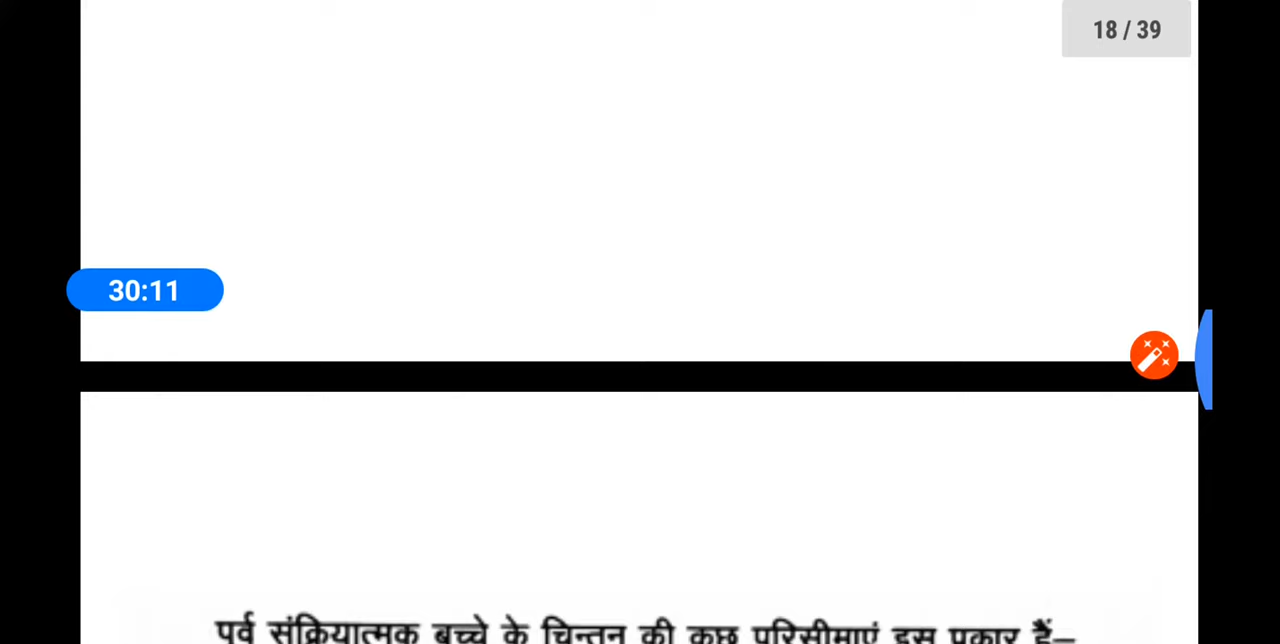 18 / 39
30:11
पूर्व संक्रियात्मक बच्चे के चिन्तन की कुछ परिसीमाएं इस प्रकार हैं–